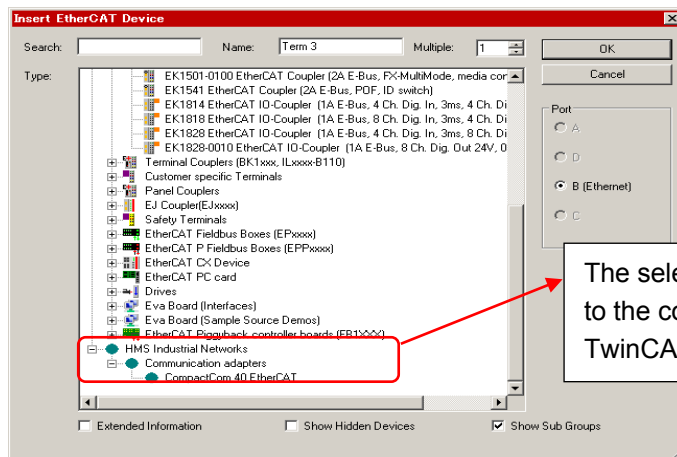 Insert EtherCAT Device
Search: Name: Term 3 Multiple: 1 OK
Type: Cancel
EK1501-0100 EtherCAT Coupler (2A E-Bus, FX-MultiMode, media cor
EK1541 EtherCAT Coupler (2A E-Bus, POF, ID switch)
EK1814 EtherCAT IO-Coupler (1A E-Bus, 4 Ch. Dig. In, 3ms, 4 Ch. Di
EK1818 EtherCAT IO-Coupler (1A E-Bus, 8 Ch. Dig. In, 3ms, 4 Ch. Di
EK1828 EtherCAT IO-Coupler (1A E-Bus, 4 Ch. Dig. In, 3ms, 8 Ch. Di
EK1828-0010 EtherCAT IO-Coupler (1A E-Bus, 8 Ch. Dig. Out 24V, 0
Terminal Couplers (BK1xxx, ILxxxx-B110)
Customer specific Terminals
Panel Couplers
EJ Coupler(EJxxxx)
Safety Terminals
EtherCAT Fieldbus Boxes (EPxxxx)
EtherCAT P Fieldbus Boxes (EPPxxxx)
EtherCAT CX Device
EtherCAT PC card
Drives
Eva Board (Interfaces)
Eva Board (Sample Source Demos)
EtherCAT Piggyback controller boards (FB1XXX)
HMS Industrial Networks
Communication adapters
CompactCom 40 EtherCAT
Port
A
D
B (Ethernet)
C
The sele
to the co
TwinCA
Extended Information Show Hidden Devices Show Sub Groups